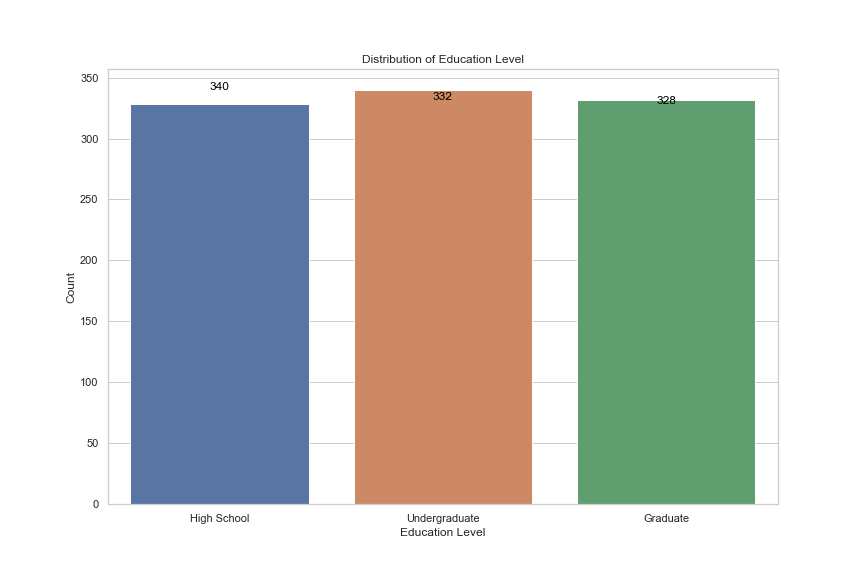 Distribution of Education Level
350
300
250
200
150
100
50
0
Count
340
332
328
High School
Undergraduate
Graduate
Education Level